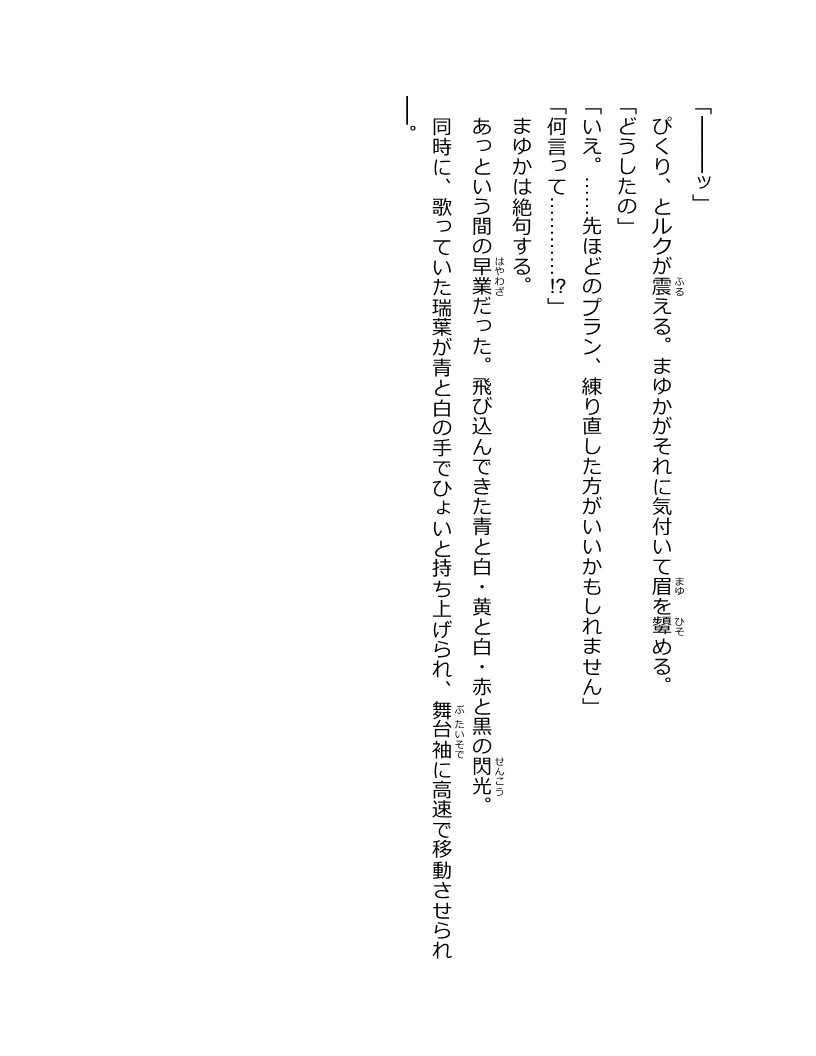 「―――ッ」
ぴくり、とルクが震える。まゆかがそれに気付いて眉を顰める。
「どうしたの」
「いえ。……先ほどのプラン、練り直した方がいいかもしれません」
「何言って…………⁉」
まゆかは絶句する。
あっという間の早業だった。飛び込んできた青と白・黄と白・赤と黒の閃光。
同時に、歌っていた瑞葉が青と白の手でひょいと持ち上げられ、舞台袖に高速で移動させられ
―。